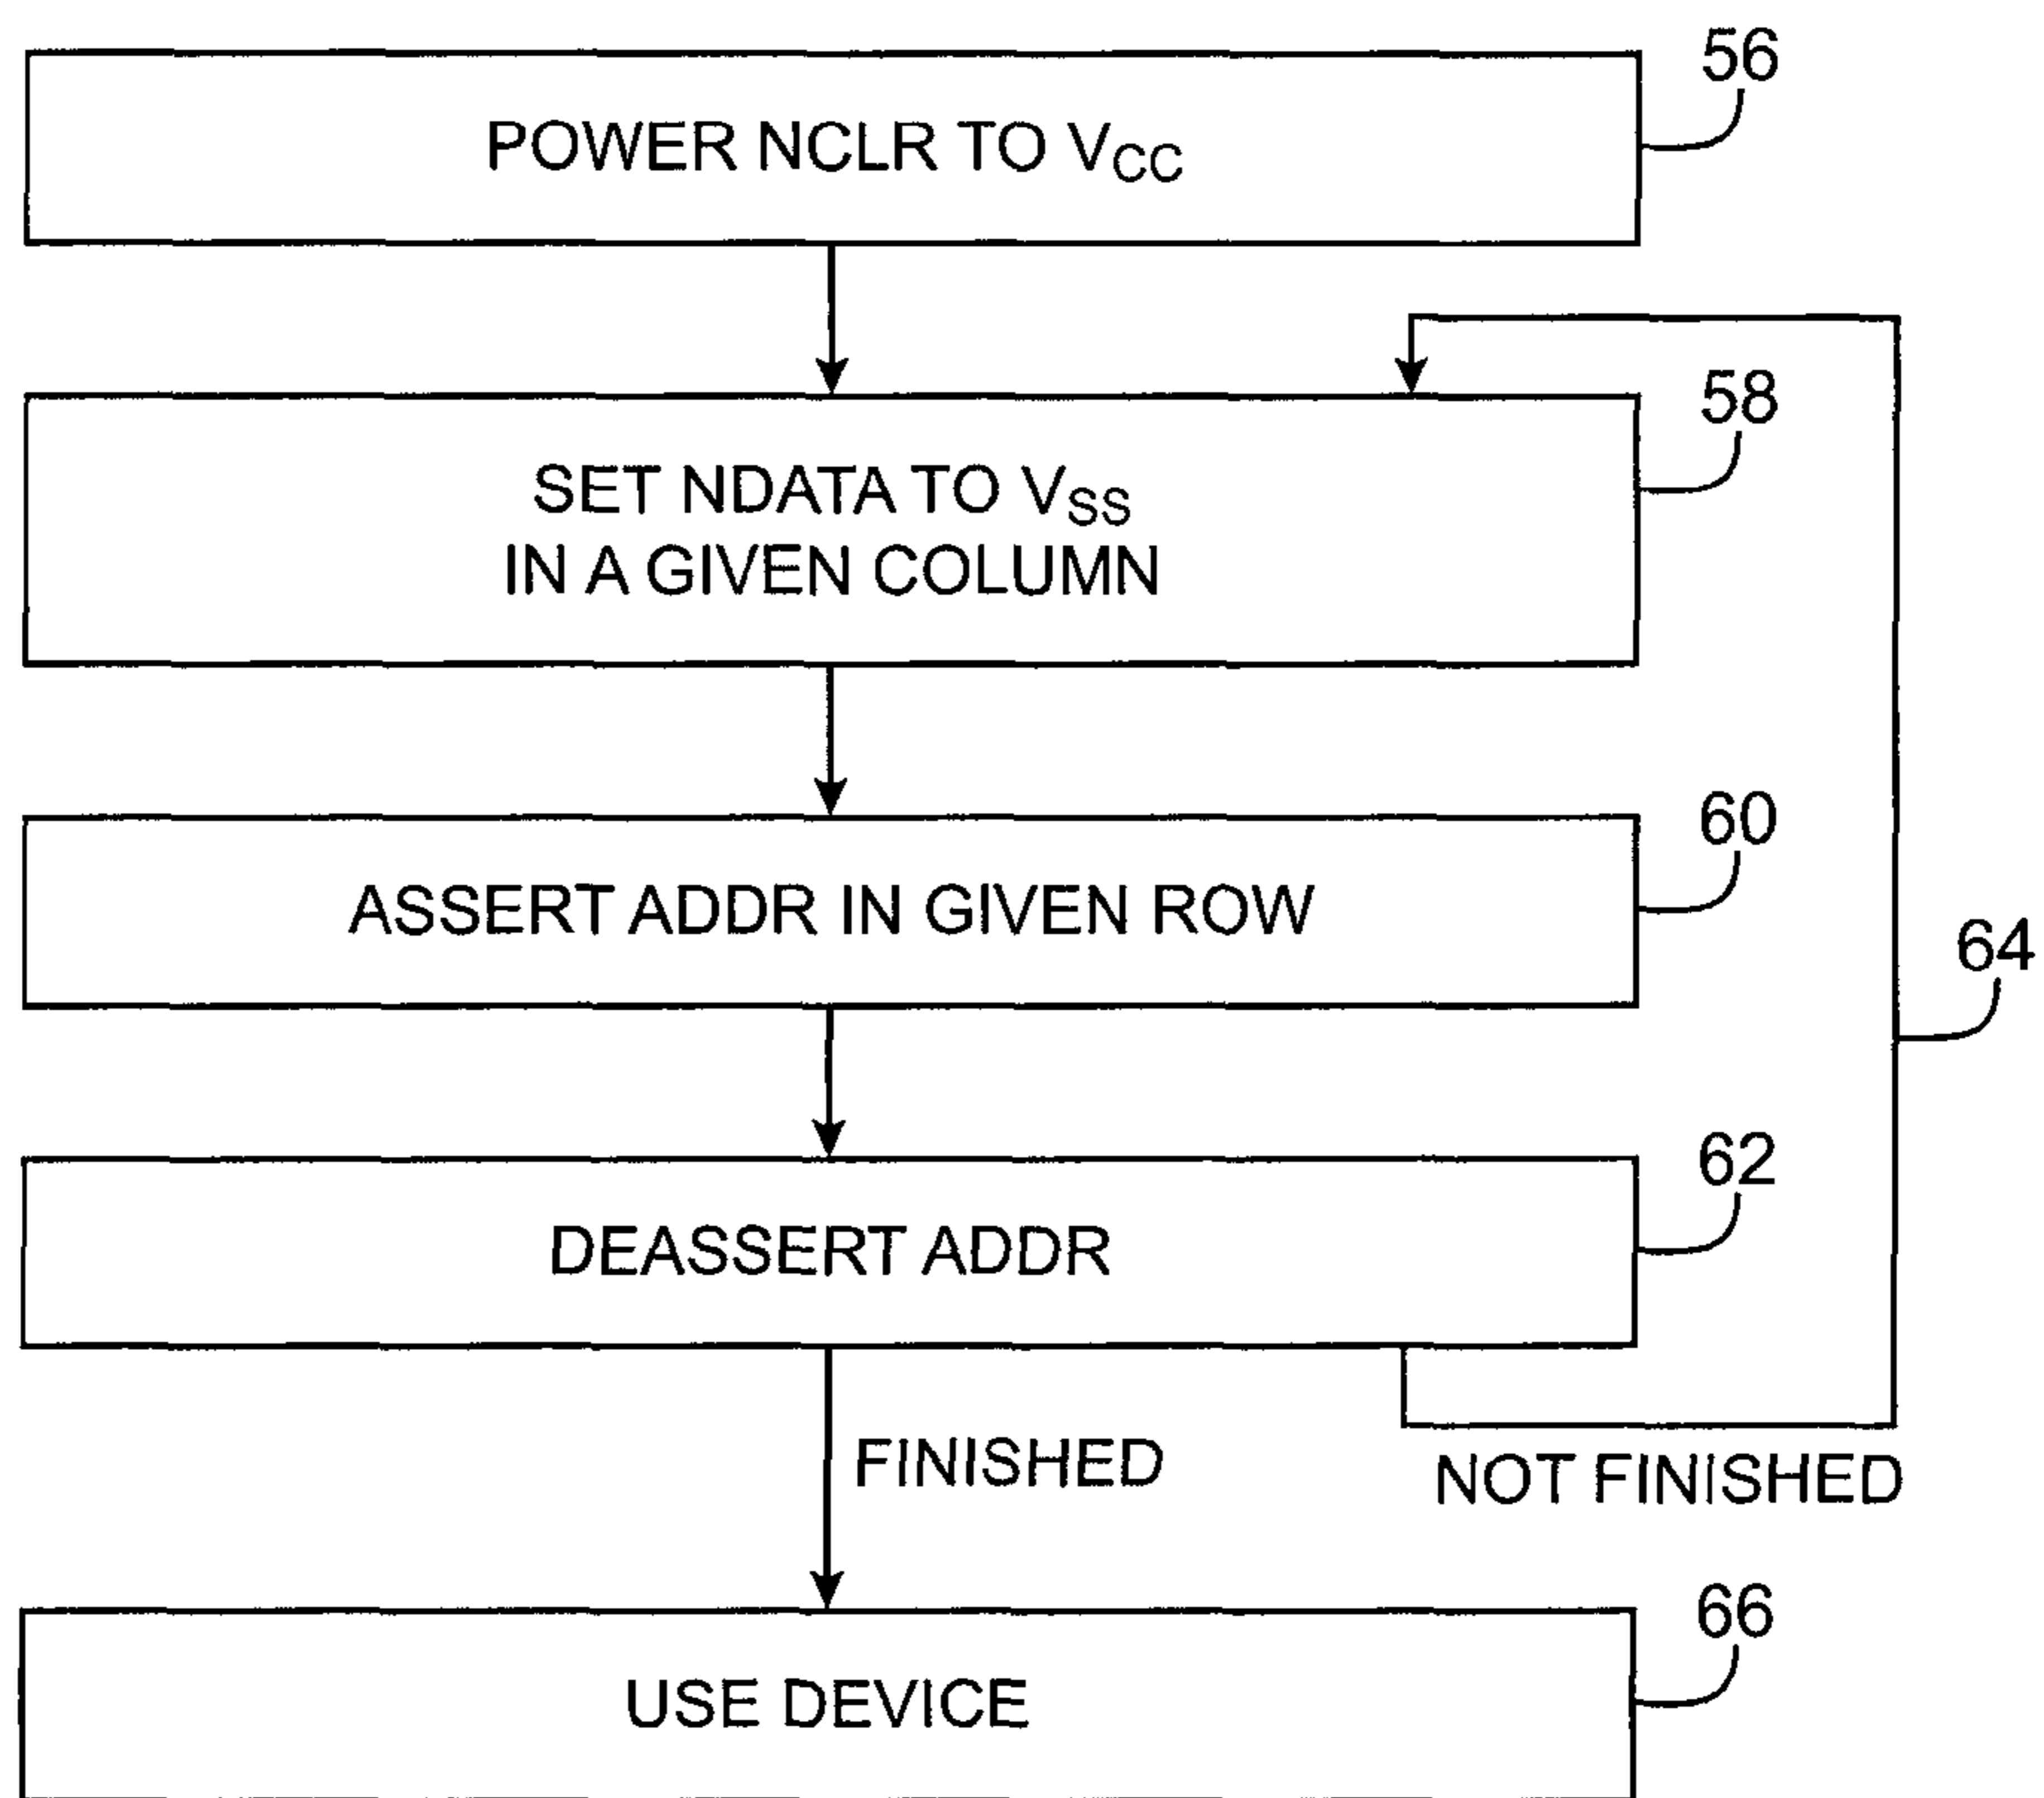 56
POWER NCLR TO VCC
58
SET NDATA TO VSS
IN A GIVEN COLUMN
60
ASSERT ADDR IN GIVEN ROW
64
62
DEASSERT ADDR
FINISHED
NOT FINISHED
66
USE DEVICE